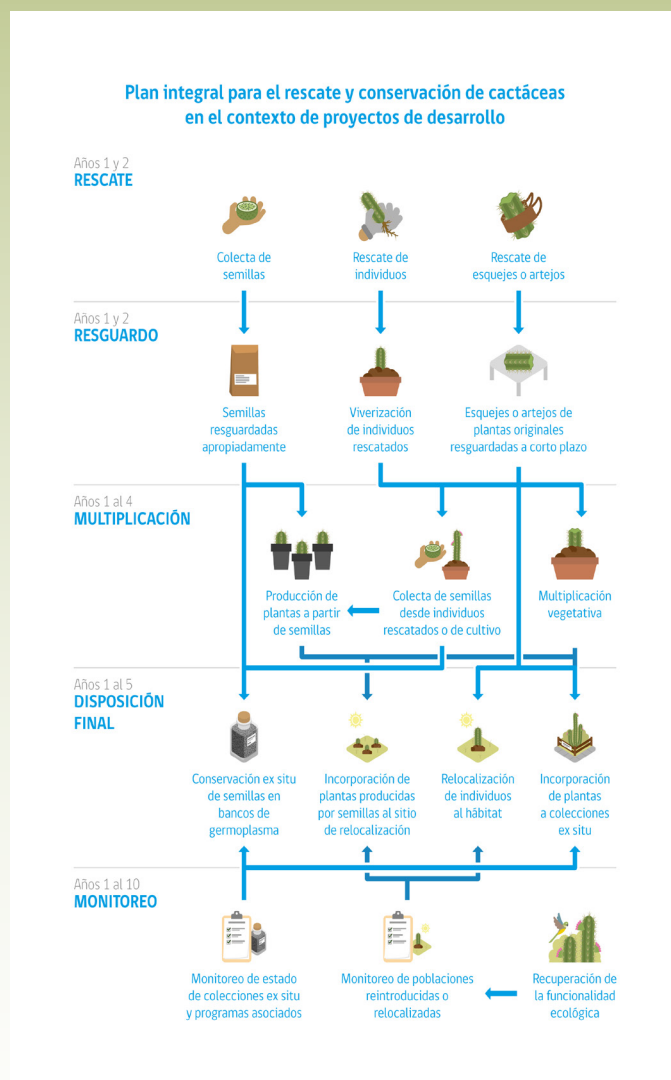 Plan integral para el rescate y conservación de cactáceas
en el contexto de proyectos de desarrollo
Años 1 y 2
RESCATE
Colecta de
semillas
Rescate de
individuos
Rescate de
esquejes o artejos
Años 1 y 2
RESGUARDO
Semillas
resguardadas
apropiadamente
Viverización
de individuos
rescatados
Esquejes o artejos de
plantas originales
resguardadas a corto plazo
Años 1 al 4
MULTIPLICACIÓN
Producción de
plantas a partir
de semillas
Colecta de semillas
desde individuos
rescatados o de cultivo
Multiplicación
vegetativa
Años 1 al 5
DISPOSICIÓN
FINAL
Conservación ex situ
de semillas en
bancos de
germoplasma
Incorporación de
plantas producidas
por semillas al sitio
de relocalización
Relocalización
de individuos
al hábitat
Incorporación
de plantas
a colecciones
ex situ
Años 1 al 10
MONITOREO
Monitoreo de estado
de colecciones ex situ
y programas asociados
Monitoreo de poblaciones
reintroducidas o
relocalizadas
Recuperación de
la funcionalidad
ecológica